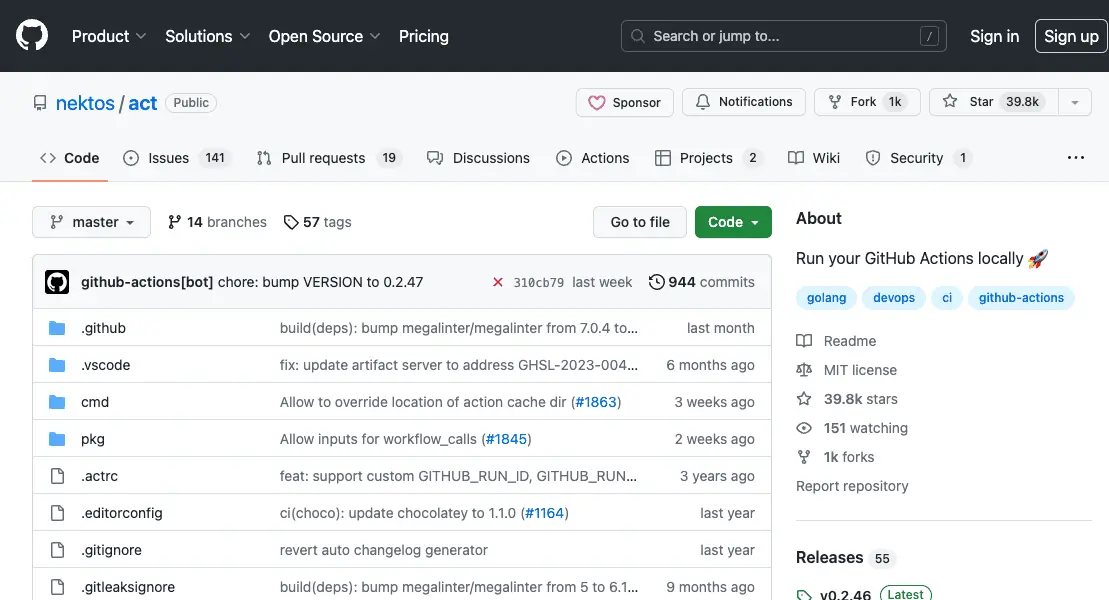 Product Solutions Open Source Pricing Search or jump to... / Sign in Sign up
nektos / act Public Sponsor Notifications Fork 1k Star 39.8k
Code Issues 141 Pull requests 19 Discussions Actions Projects 2 Wiki Security 1 ...
master 14 branches 57 tags Go to file Code
github-actions[bot] chore: bump VERSION to 0.2.47 310cb79 last week 944 commits
.github build(deps): bump megalinter/megalinter from 7.0.4 to... last month
.vscode fix: update artifact server to address GHSL-2023-004... 6 months ago
cmd Allow to override location of action cache dir (#1863) 3 weeks ago
pkg Allow inputs for workflow_calls (#1845) 2 weeks ago
.actrc feat: support custom GITHUB_RUN_ID, GITHUB_RUN... 3 years ago
.editorconfig ci(choco): update chocolatey to 1.1.0 (#1164) last year
.gitignore revert auto changelog generator last year
.gitleaksignore build(deps): bump megalinter/megalinter from 5 to 6.1... 9 months ago
About
Run your GitHub Actions locally 🚀
golang devops ci github-actions
Readme
MIT license
39.8k stars
151 watching
1k forks
Report repository
Releases 55
v0.2.46 Latest